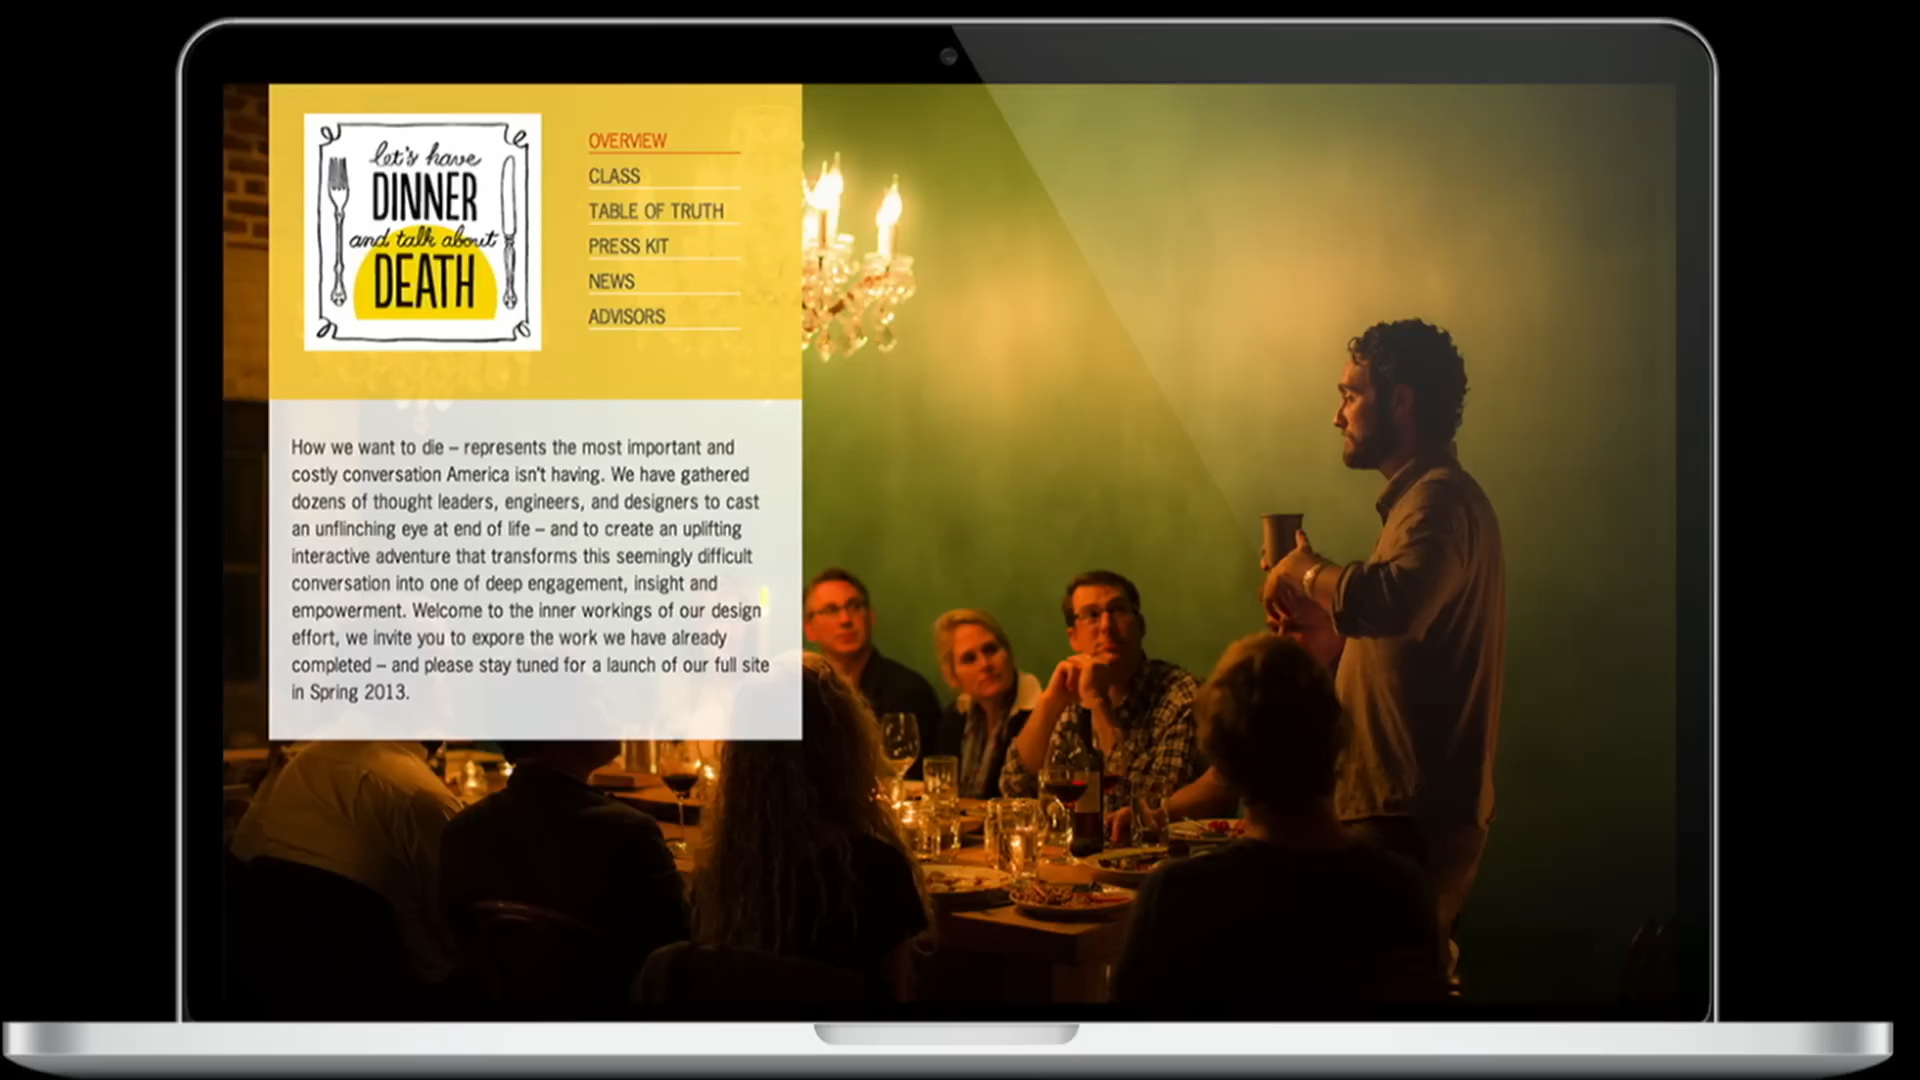 let's have
DINNER
and talk about
DEATH
OVERVIEW
CLASS
TABLE OF TRUTH
PRESS KIT
NEWS
ADVISORS
How we want to die – represents the most important and
costly conversation America isn't having. We have gathered
dozens of thought leaders, engineers, and designers to cast
an unflinching eye at end of life – and to create an uplifting
interactive adventure that transforms this seemingly difficult
conversation into one of deep engagement, insight and
empowerment. Welcome to the inner workings of our design
effort, we invite you to expore the work we have already
completed – and please stay tuned for a launch of our full site
in Spring 2013.